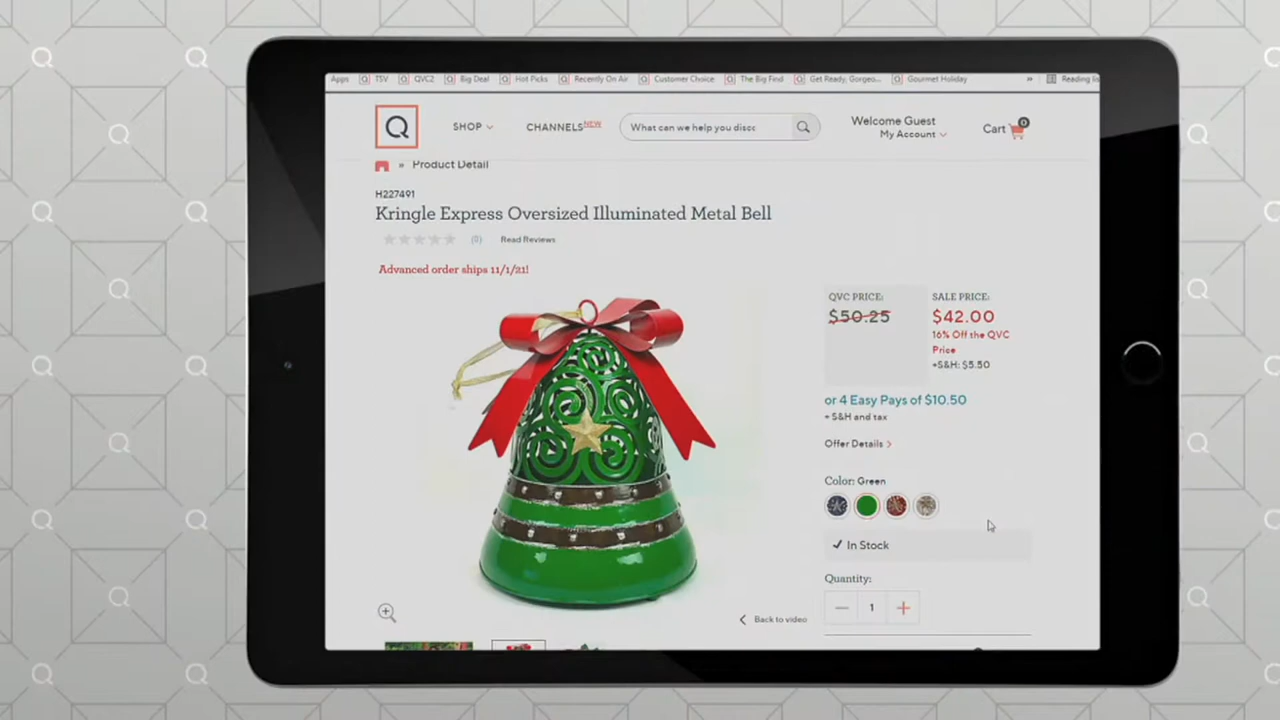 Apps TSV QVC2 Big Deal Hot Picks Recently On Air Customer Choice The Big Find Get Ready, Gorgeo... Gourmet Holiday » Reading lis
Q SHOP CHANNELS NEW What can we help you disc Welcome Guest
My Account
Cart 0
» Product Detail
H227491
Kringle Express Oversized Illuminated Metal Bell
Read Reviews
Advanced order ships 11/1/21!
QVC PRICE:
$50.25
SALE PRICE:
$42.00
16% Off the QVC
Price
+S&H: $5.50
or 4 Easy Pays of $10.50
+ S&H and tax
Offer Details >
Color: Green
✓ In Stock
Quantity:
— 1 +
Back to video